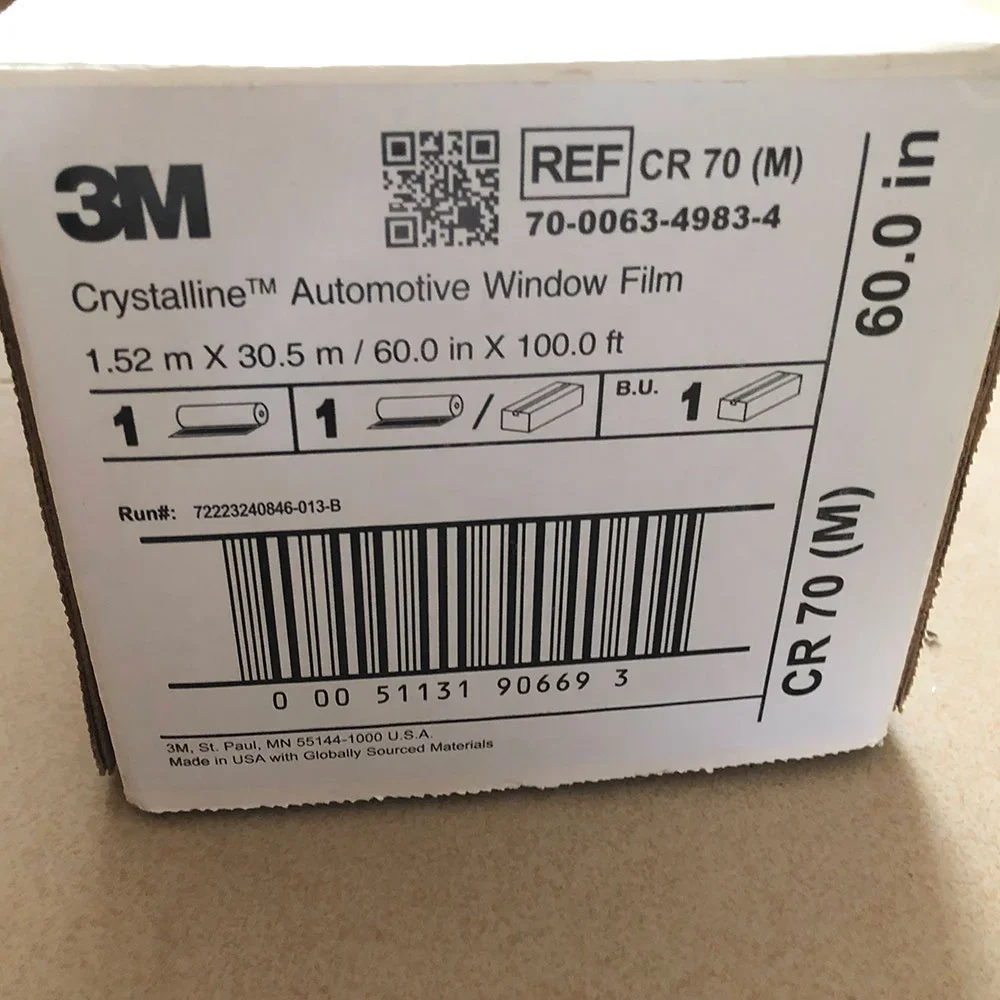 3M
REF CR 70 (M)
70-0063-4983-4
Crystalline™ Automotive Window Film
1.52 m X 30.5 m / 60.0 in X 100.0 ft
1 1 / B.U. 1
Run#: 72223240846-013-B
0 00 51131 90669 3
3M, St. Paul, MN 55144-1000 U.S.A.
Made in USA with Globally Sourced Materials
60.0 in
CR 70 (M)